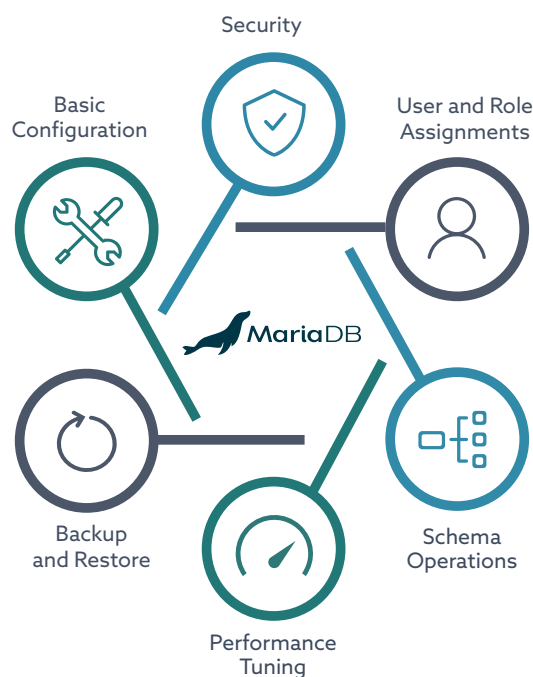 Security
Basic
Configuration
User and Role
Assignments
MariaDB
Backup
and Restore
Schema
Operations
Performance
Tuning